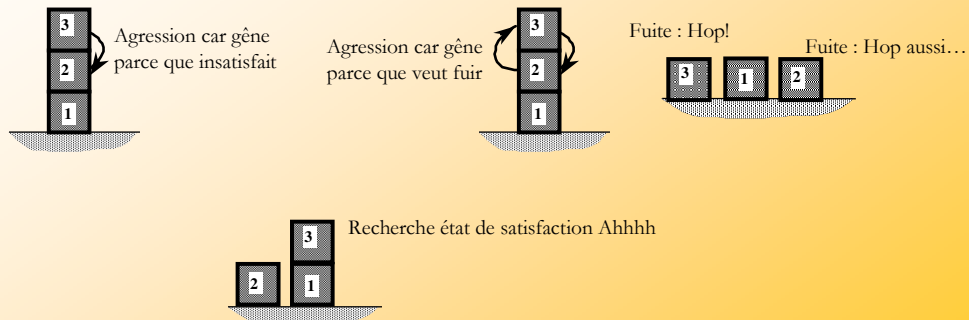 3
2
1
Agression car gêne
parce que insatisfait
Agression car gêne
parce que veut fuir
3
2
1
Fuite : Hop!
Fuite : Hop aussi…
3
1
2
Recherche état de satisfaction Ahhhh
3
2
1